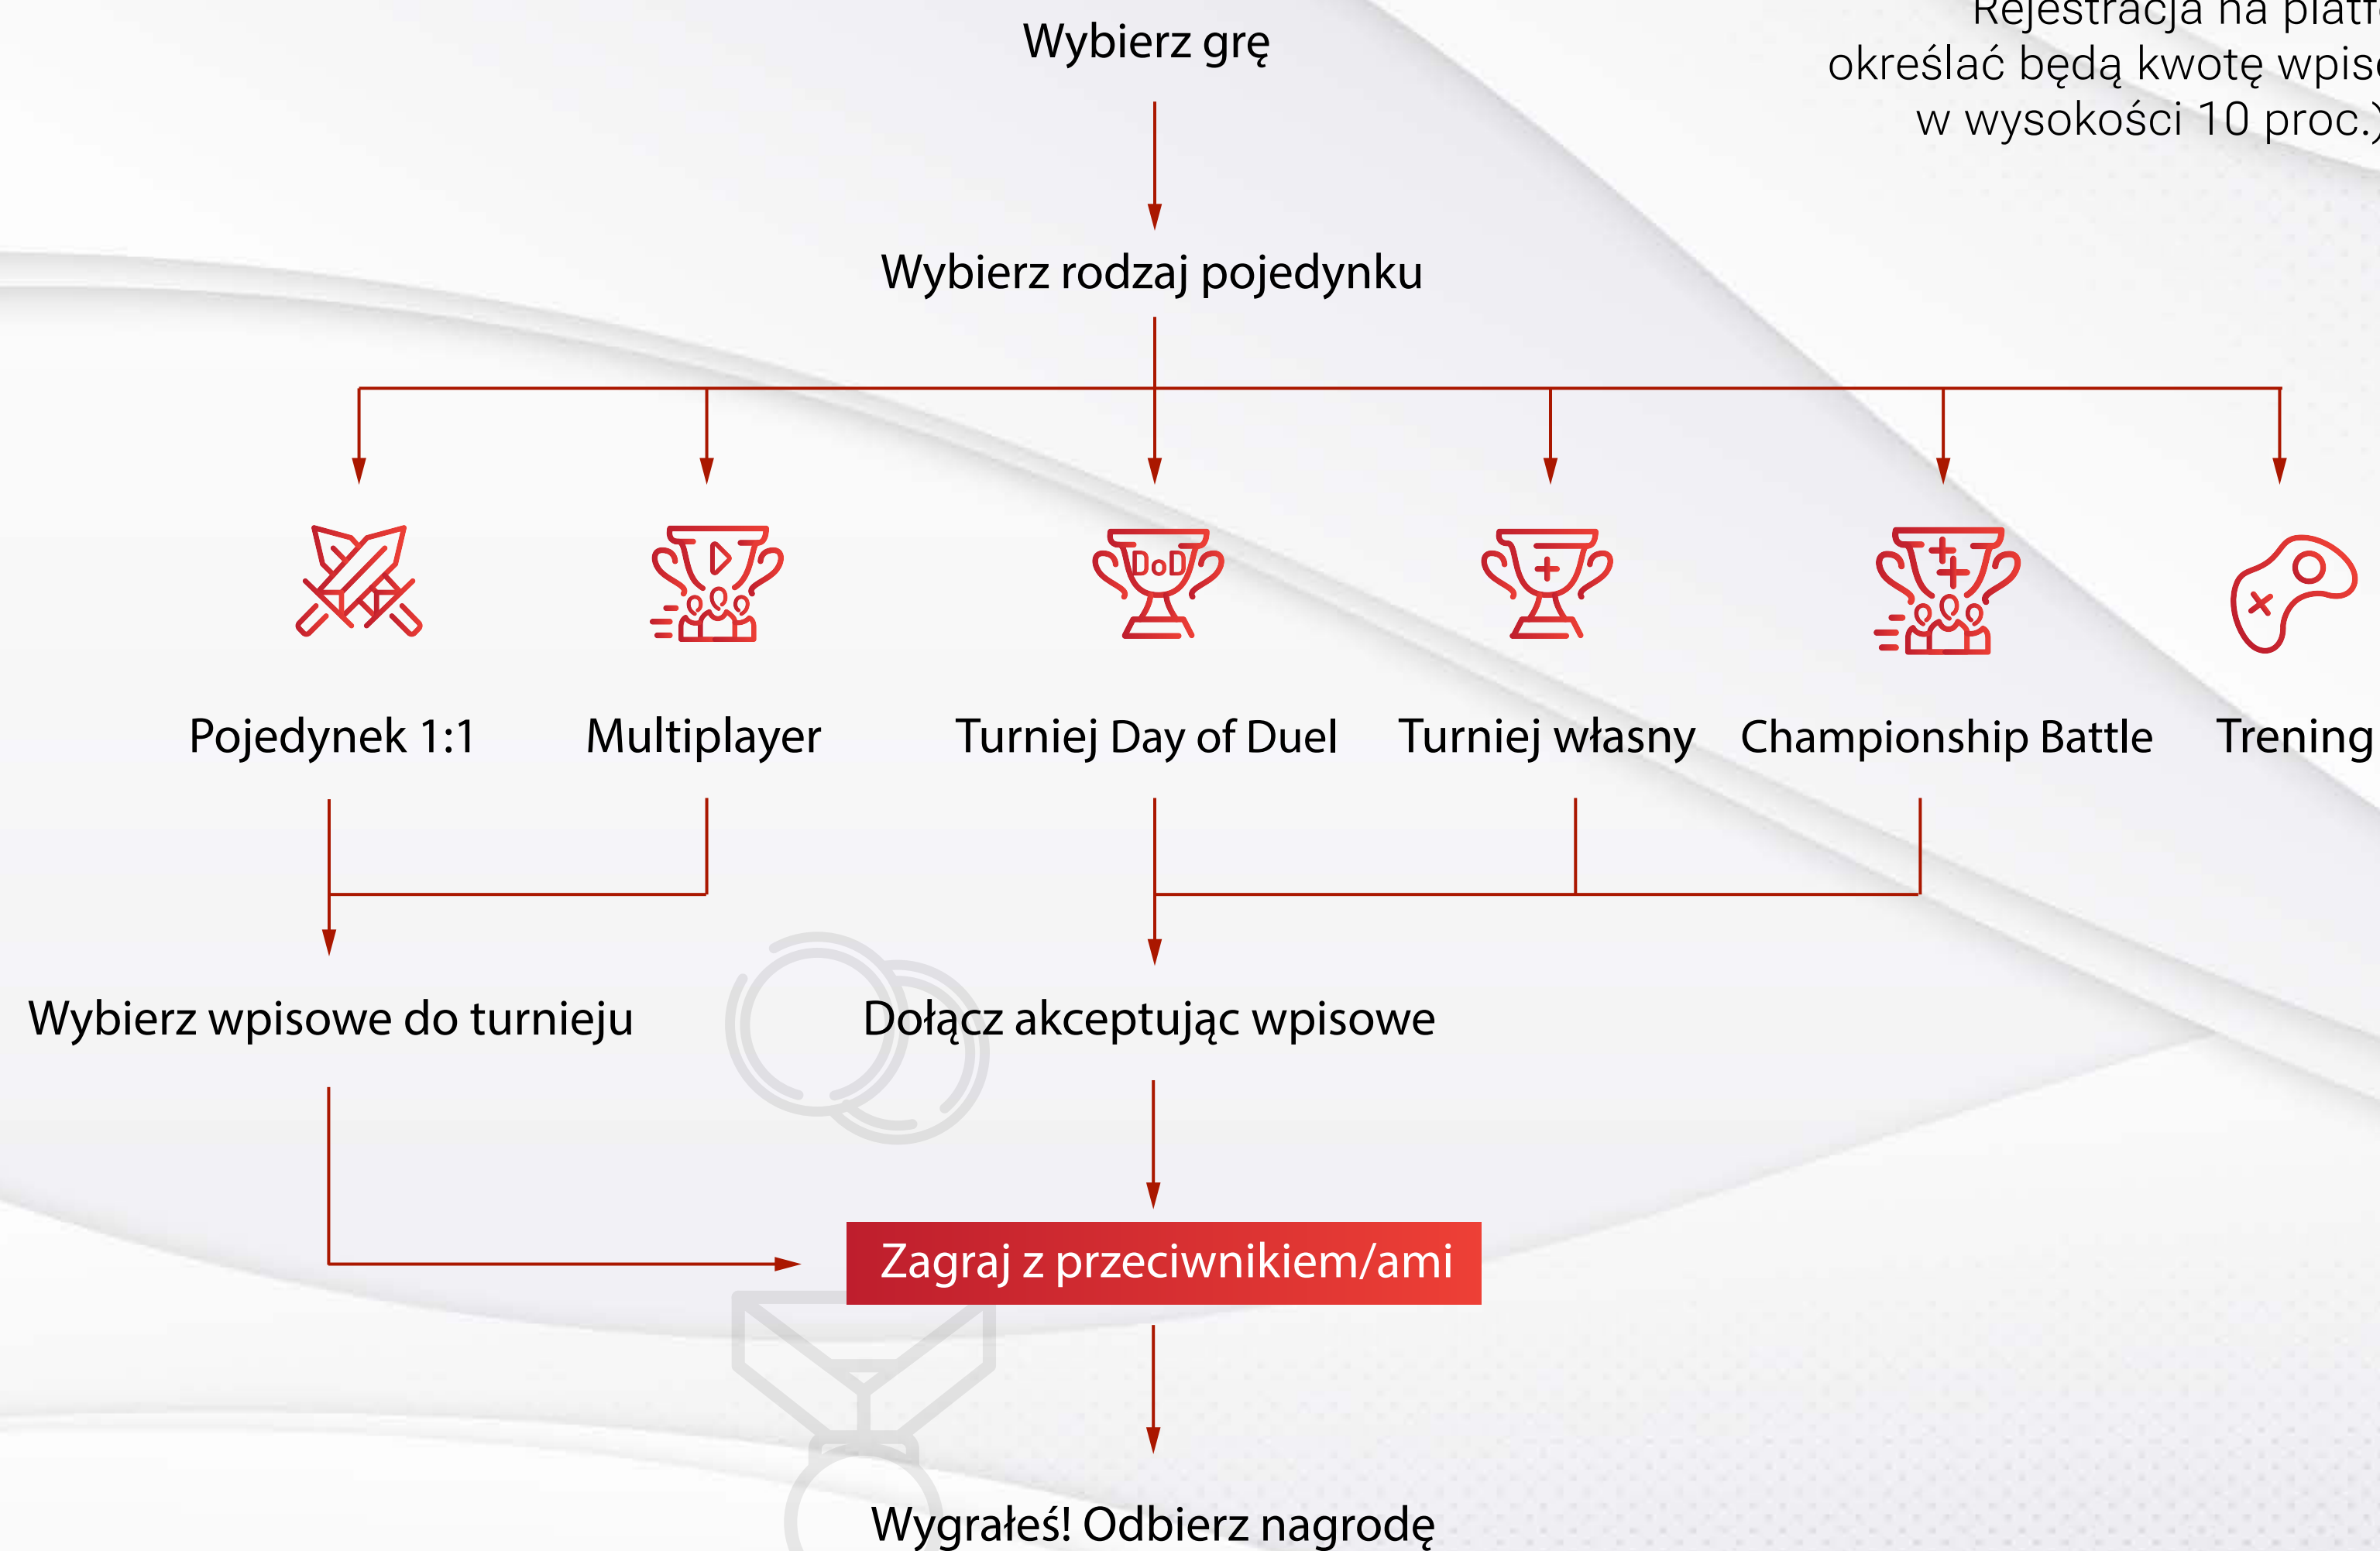 Wybierz grę
Rejestracja na
określać będą kwotę
w wysokości 10 proc.)
Wybierz rodzaj pojedynku
DoD
Pojedynek 1:1
Multiplayer
Turniej Day of Duel
Turniej własny
Championship Battle
Trening
Wybierz wpisowe do turnieju
Dołącz akceptując wpisowe
Zagraj z przeciwnikiem/ami
Wygrałeś! Odbierz nagrodę